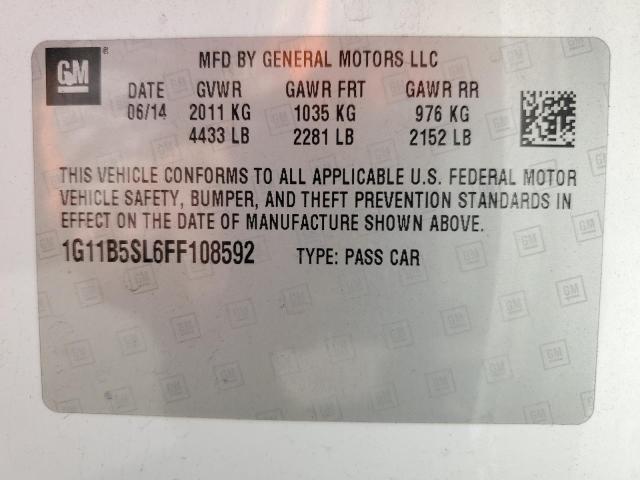 GM ®
MFD BY GENERAL MOTORS LLC
DATE GVWR GAWR FRT GAWR RR
06/14 2011 KG 1035 KG 976 KG
4433 LB 2281 LB 2152 LB
THIS VEHICLE CONFORMS TO ALL APPLICABLE U.S. FEDERAL MOTOR
VEHICLE SAFETY, BUMPER, AND THEFT PREVENTION STANDARDS IN
EFFECT ON THE DATE OF MANUFACTURE SHOWN ABOVE.
1G11B5SL6FF108592 TYPE: PASS CAR